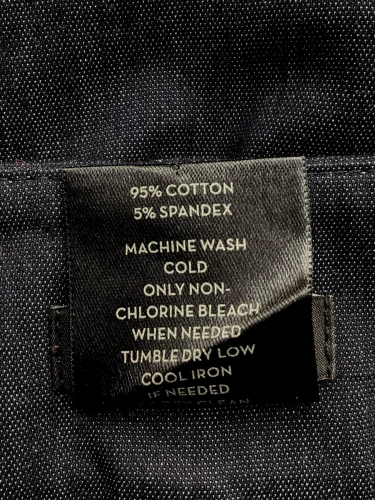 95% COTTON
5% SPANDEX
MACHINE WASH
COLD
ONLY NON-
CHLORINE BLEACH
WHEN NEEDED
TUMBLE DRY LOW
COOL IRON
IF NEEDED
CLEAN